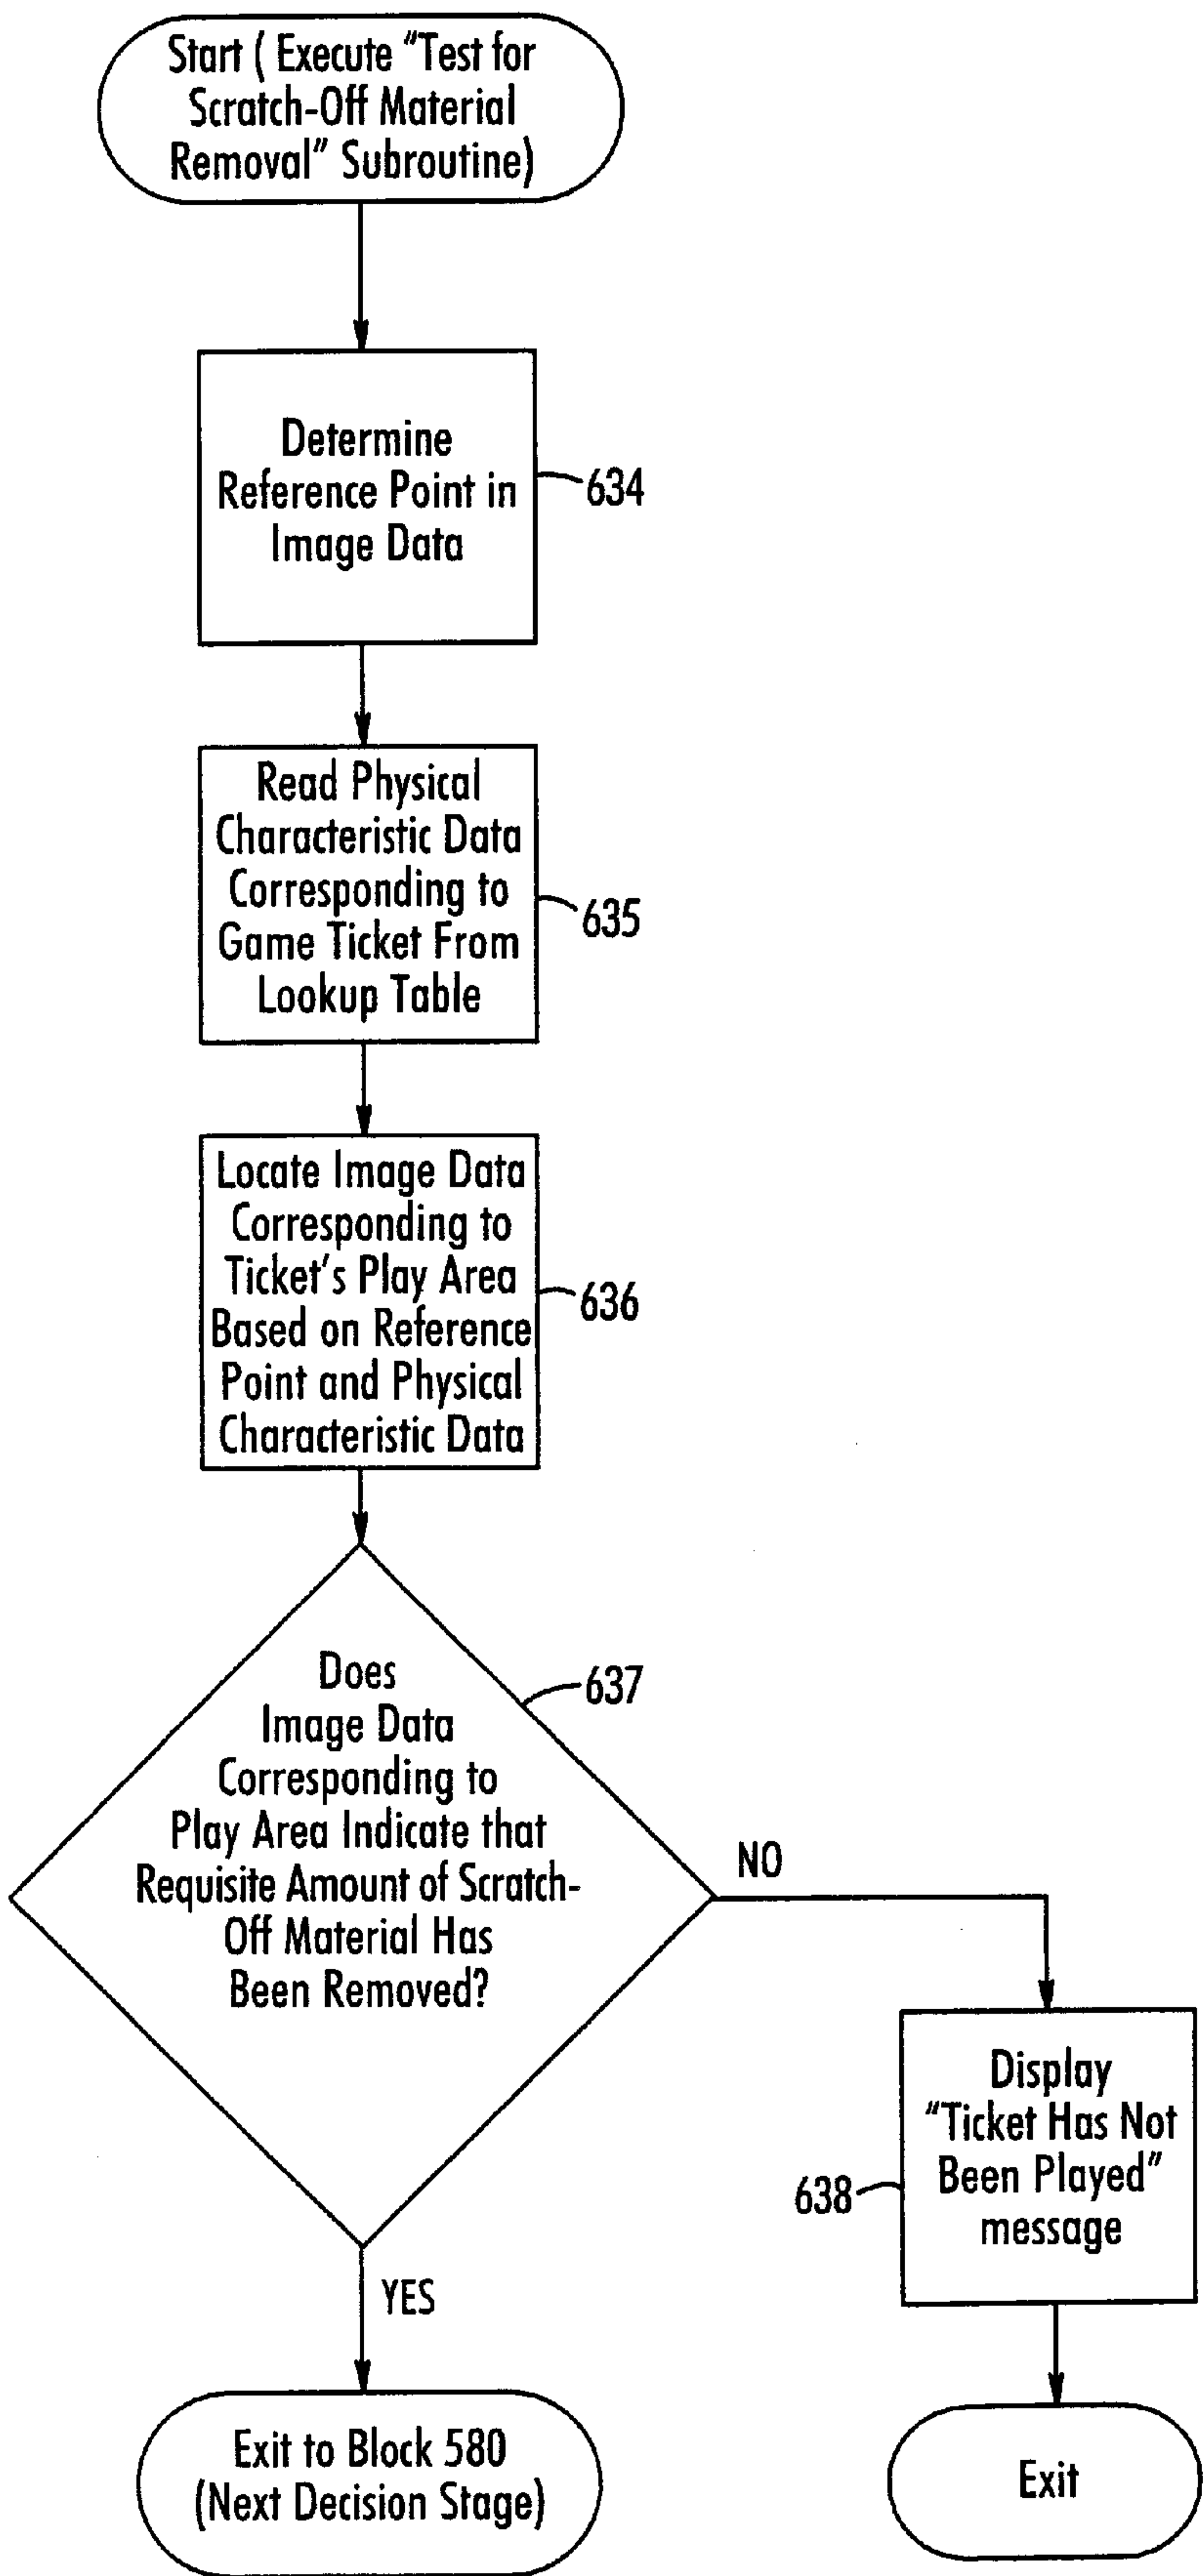 Start ( Execute "Test for
Scratch-Off Material
Removal" Subroutine)
Determine
Reference Point in
Image Data
634
Read Physical
Characteristic Data
Corresponding to
Game Ticket From
Lookup Table
635
Locate Image Data
Corresponding to
Ticket's Play Area
Based on Reference
Point and Physical
Characteristic Data
636
Does
Image Data
Corresponding to
Play Area Indicate that
Requisite Amount of Scratch-
Off Material Has
Been Removed?
637
NO
Display
"Ticket Has Not
Been Played"
message
638
YES
Exit to Block 580
(Next Decision Stage)
Exit